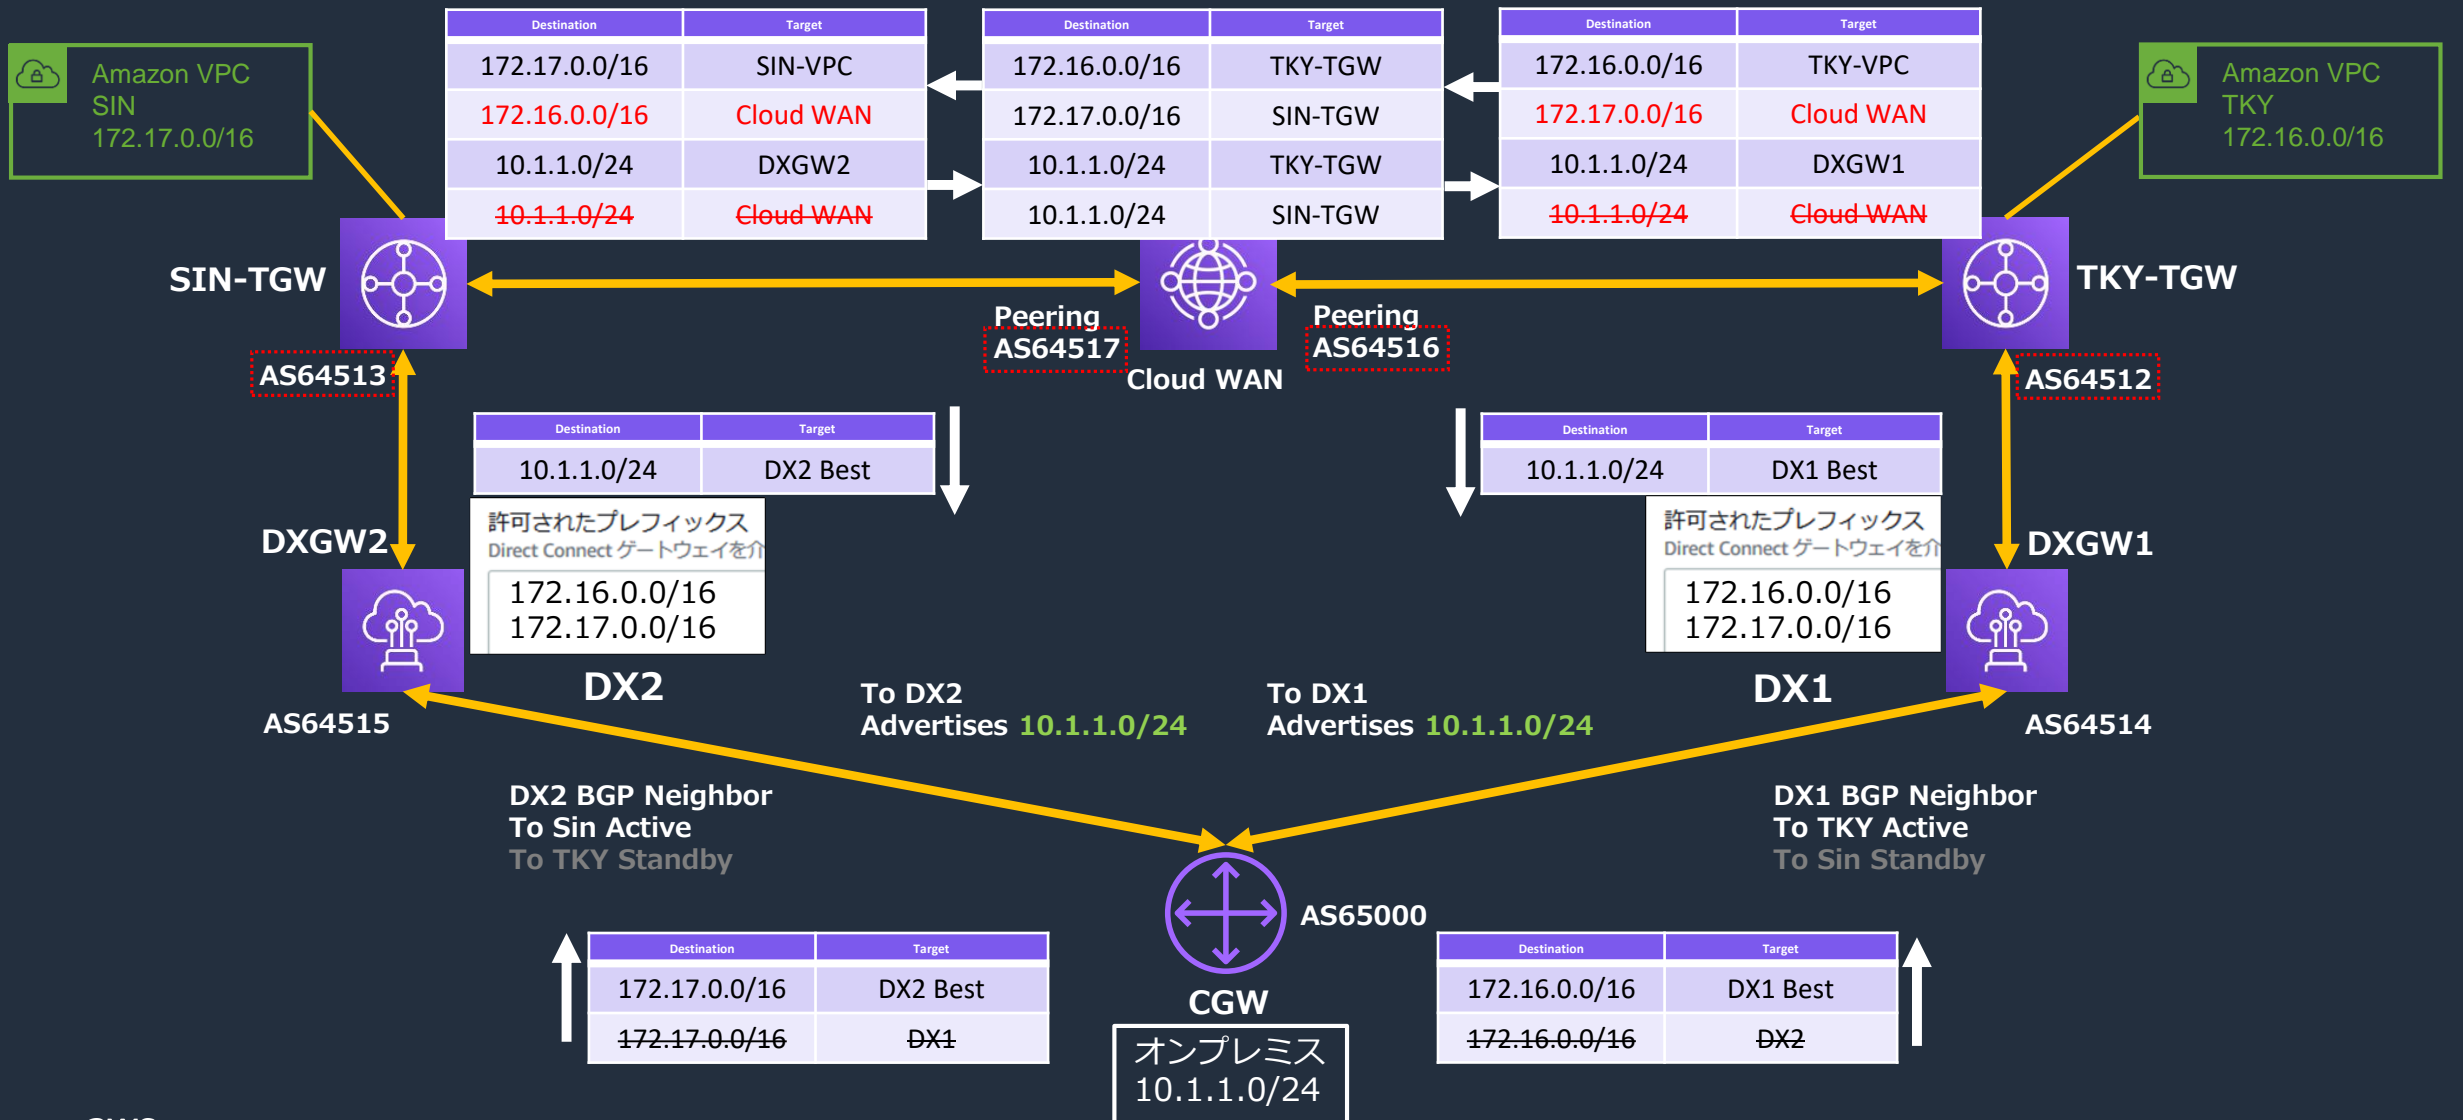 Destination Target
172.17.0.0/16 SIN-VPC
172.16.0.0/16 Cloud WAN
10.1.1.0/24 DXGW2
10.1.1.0/24 Cloud WAN
Destination Target
172.16.0.0/16 TKY-TGW
172.17.0.0/16 SIN-TGW
10.1.1.0/24 TKY-TGW
10.1.1.0/24 SIN-TGW
Destination Target
172.16.0.0/16 TKY-VPC
172.17.0.0/16 Cloud WAN
10.1.1.0/24 DXGW1
10.1.1.0/24 Cloud WAN
Amazon VPC
SIN
172.17.0.0/16
Amazon VPC
TKY
172.16.0.0/16
SIN-TGW
TKY-TGW
Peering
AS64517
Peering
AS64516
Cloud WAN
AS64513
AS64512
Destination Target
10.1.1.0/24 DX2 Best
Destination Target
10.1.1.0/24 DX1 Best
DXGW2
許可されたプレフィックス
Direct Connect ゲートウェイを介
172.16.0.0/16
172.17.0.0/16
許可されたプレフィックス
Direct Connect ゲートウェイを介
172.16.0.0/16
172.17.0.0/16
DXGW1
DX2
To DX2
Advertises 10.1.1.0/24
To DX1
Advertises 10.1.1.0/24
DX1
AS64515
AS64514
DX2 BGP Neighbor
To Sin Active
To TKY Standby
DX1 BGP Neighbor
To TKY Active
To Sin Standby
AS65000
Destination Target
172.17.0.0/16 DX2 Best
172.17.0.0/16 DX1
CGW
Destination Target
172.16.0.0/16 DX1 Best
172.16.0.0/16 DX2
オンプレミス
10.1.1.0/24